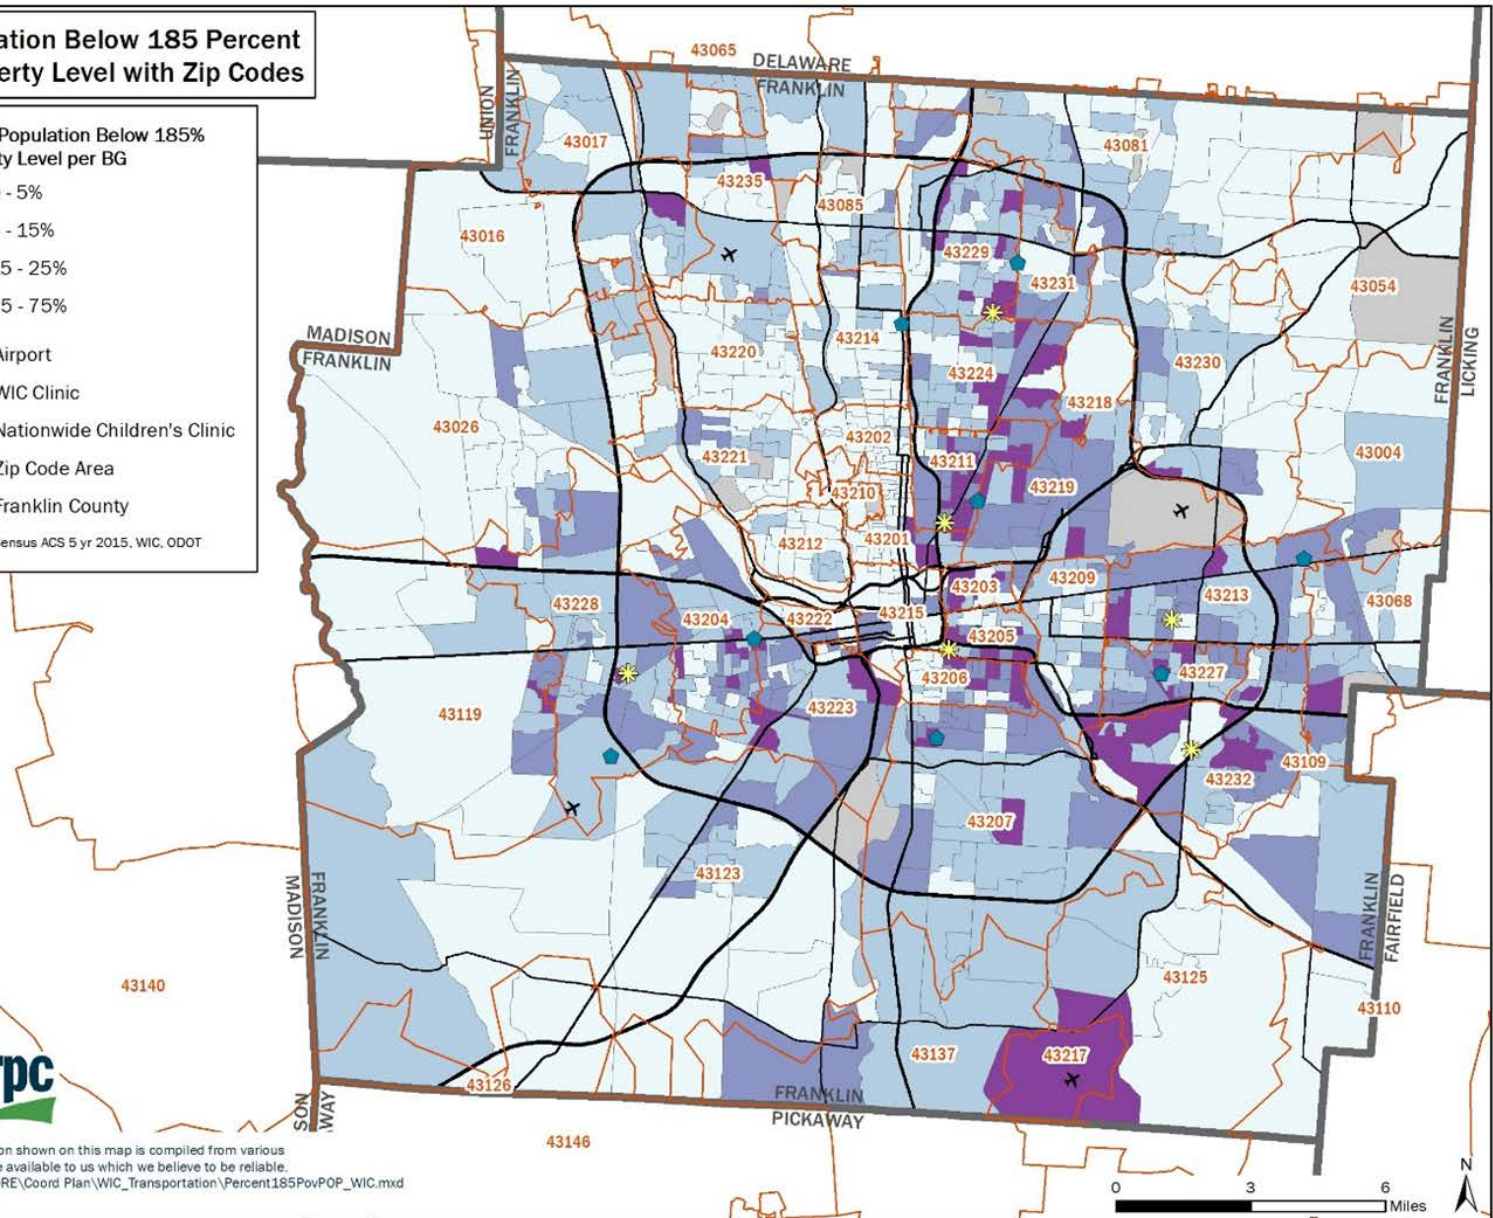 ation Below 185 Percent
erty Level with Zip Codes
Population Below 185%
ty Level per BG
- 5%
- 15%
5 - 25%
5 - 75%
Airport
WIC Clinic
Nationwide Children's Clinic
Zip Code Area
Franklin County
ensus ACS 5 yr 2015, WIC, ODOT
43065
DELAWARE
FRANKLIN
UNION
FRANKLIN
43017
43081
43235
43085
43016
43229
43231
43054
MADISON
FRANKLIN
43220
43214
43224
43230
FRANKLIN
LICKING
43218
43026
43202
43221
43211
43004
43210
43219
43212
43201
43203
43209
43228
43204
43222
43215
43213
43068
43205
43206
43227
43119
43223
43109
43232
43207
43123
MADISON
FRANKLIN
FRANKLIN
FAIRFIELD
43140
43125
43110
43137
43217
rpc
43126
FRANKLIN
PICKAWAY
SON
WAY
43146
on shown on this map is compiled from various
e available to us which we believe to be reliable.
RE\Coord Plan\WIC_Transportation\Percent185PovPOP_WIC.mxd
N
0 3 6
Miles